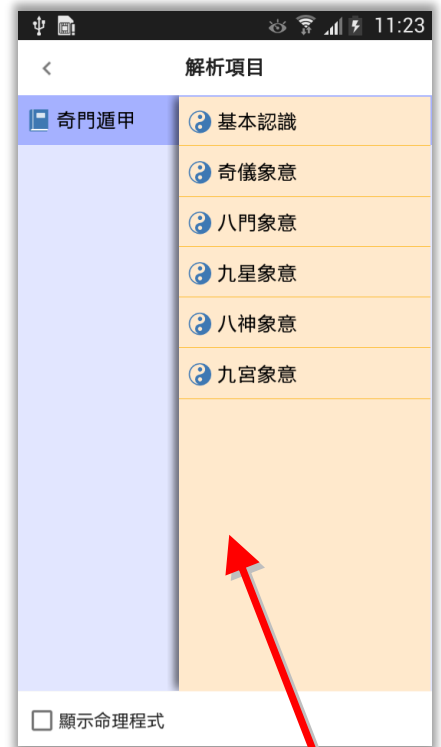 11:23
解析項目
奇門遁甲
基本認識
奇儀象意
八門象意
九星象意
八神象意
九宮象意
顯示命理程式